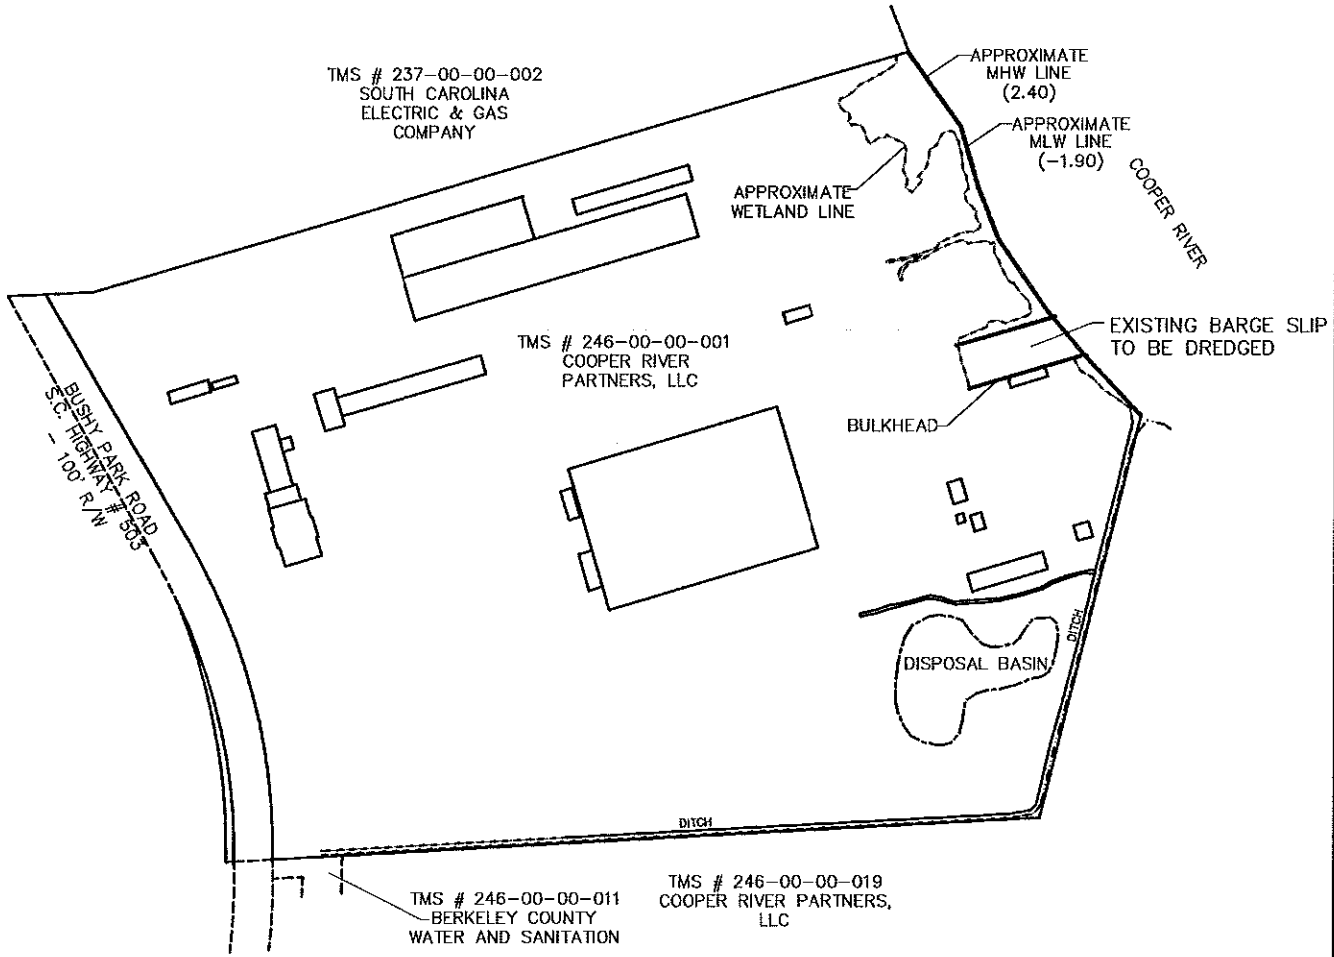 TMS # 237-00-00-002
SOUTH CAROLINA
ELECTRIC & GAS
COMPANY
APPROXIMATE
MHW LINE
(2.40)
APPROXIMATE
MLW LINE
(-1.90)
COOPER RIVER
APPROXIMATE
WETLAND LINE
EXISTING BARGE SLIP
TO BE DREDGED
TMS # 246-00-00-001
COOPER RIVER
PARTNERS, LLC
BULKHEAD
BUSHY PARK ROAD
S.C. HIGHWAY # 503
- 100' R/W
DITCH
DISPOSAL BASIN
DITCH
TMS # 246-00-00-011
BERKELEY COUNTY
WATER AND SANITATION
TMS # 246-00-00-019
COOPER RIVER PARTNERS,
LLC